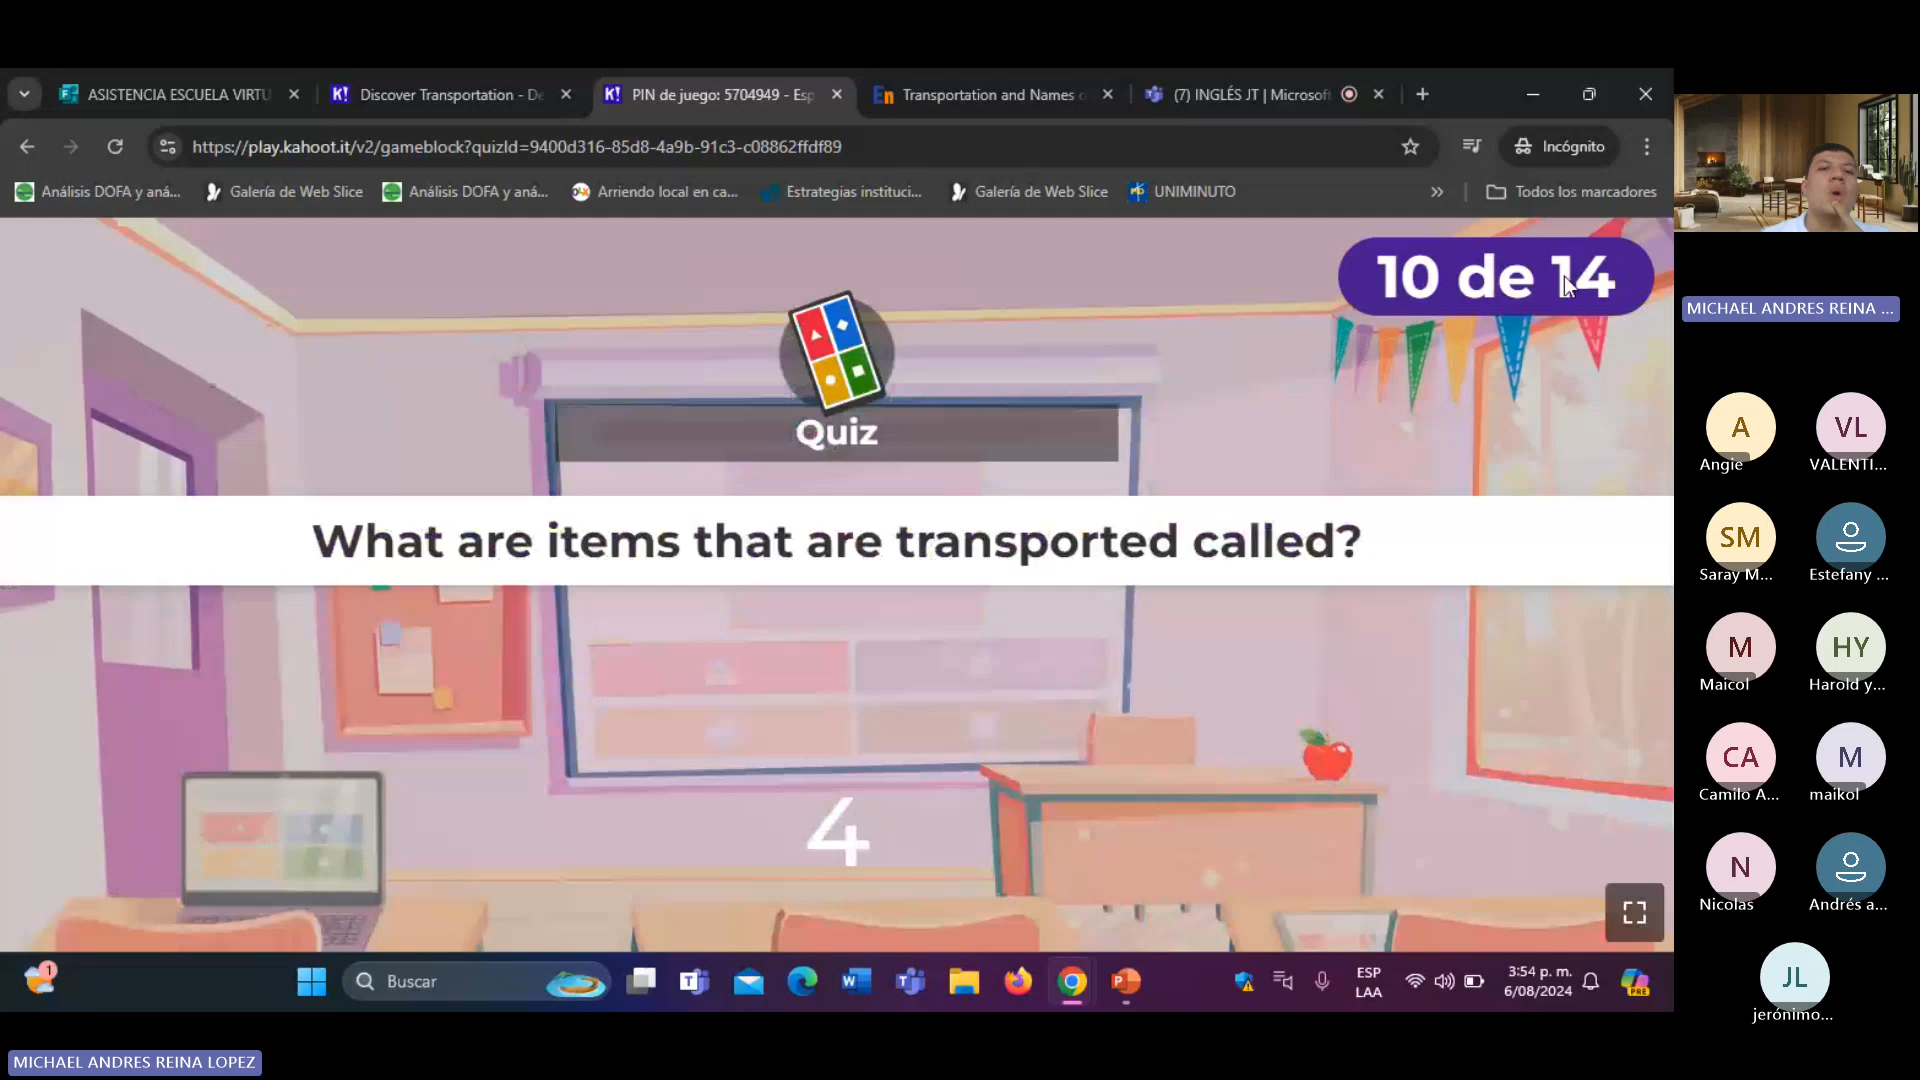 ASISTENCIA ESCUELA VIRTU
Discover Transportation - De
PIN de juego: 5704949 - Esp
Transportation and Names o
(7) INGLÉS JT | Microsoft
https://play.kahoot.it/v2/gameblock?quizId=9400d316-85d8-4a9b-91c3-c08862ffdf89
Incógnito
Análisis DOFA y aná...
Galería de Web Slice
Análisis DOFA y aná...
Arriendo local en ca...
Estrategias instituci...
Galería de Web Slice
UNIMINUTO
Todos los marcadores
10 de 14
Quiz
What are items that are transported called?
4
MICHAEL ANDRES REINA ...
A
Angie
VL
VALENTI...
SM
Saray M...
Estefany ...
M
Maicol
HY
Harold y...
CA
Camilo A...
M
maikol
N
Nicolas
Andrés a...
JL
jerónimo...
1
Buscar
ESP
LAA
3:54 p. m.
6/08/2024
PRE
MICHAEL ANDRES REINA LOPEZ